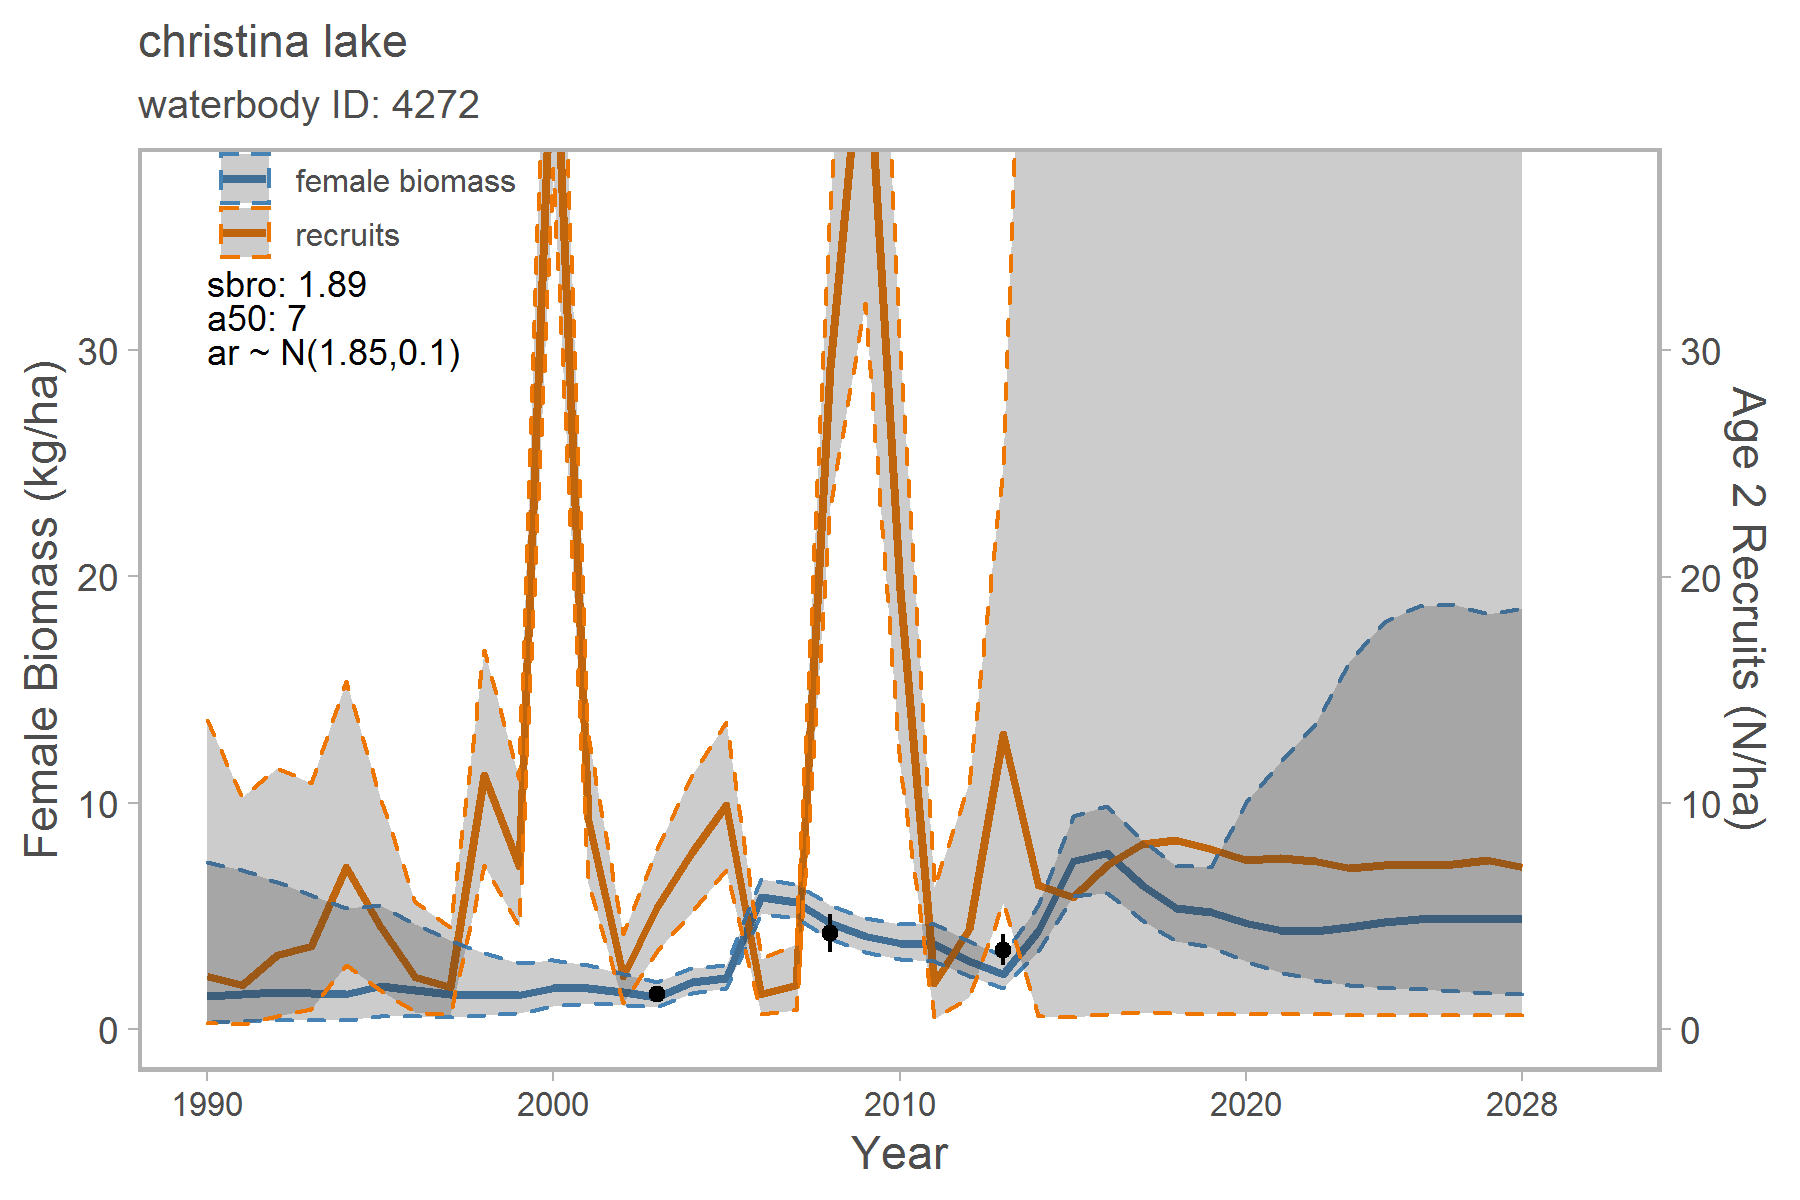 christina lake
waterbody ID: 4272
female biomass
recruits
sbro: 1.89
a50: 7
ar ~ N(1.85,0.1)
Female Biomass (kg/ha)
30
20
10
0
30
20
10
0
Age 2 Recruits (N/ha)
1990
2000
2010
2020
2028
Year